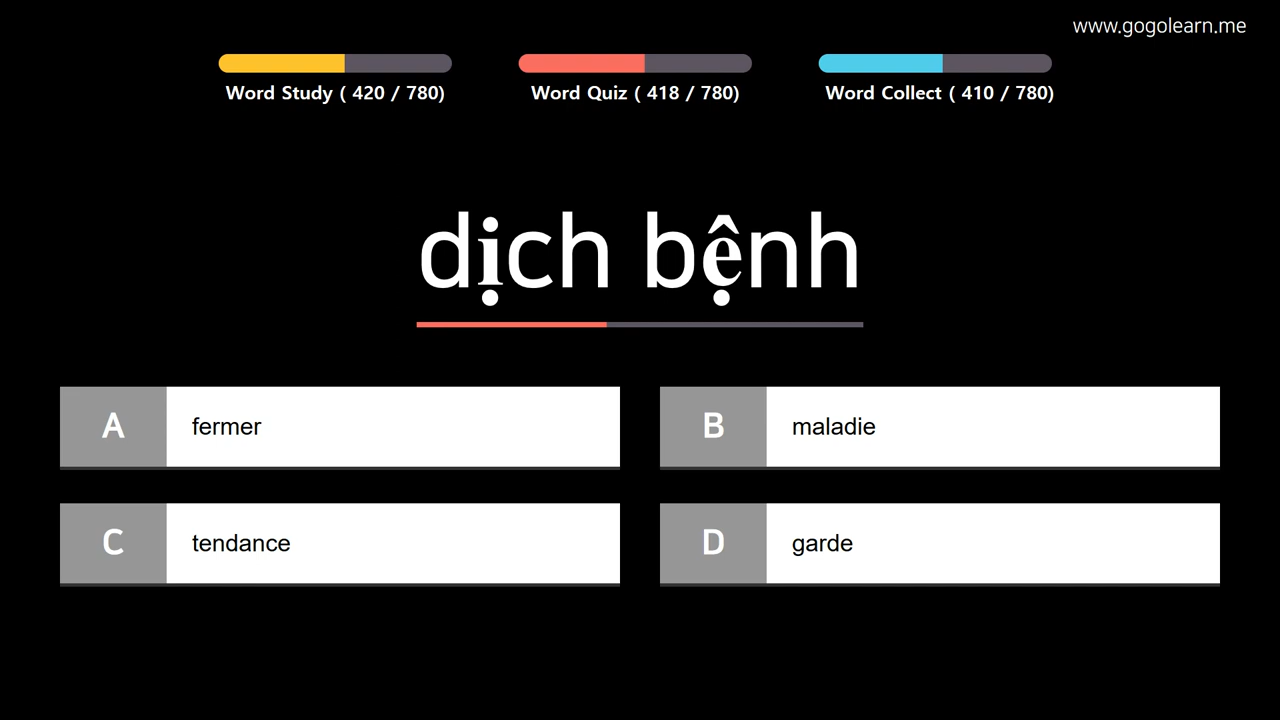 www.gogolearn.me
Word Study ( 420 / 780)
Word Quiz ( 418 / 780)
Word Collect ( 410 / 780)
dịch bệnh
A fermer
B maladie
C tendance
D garde